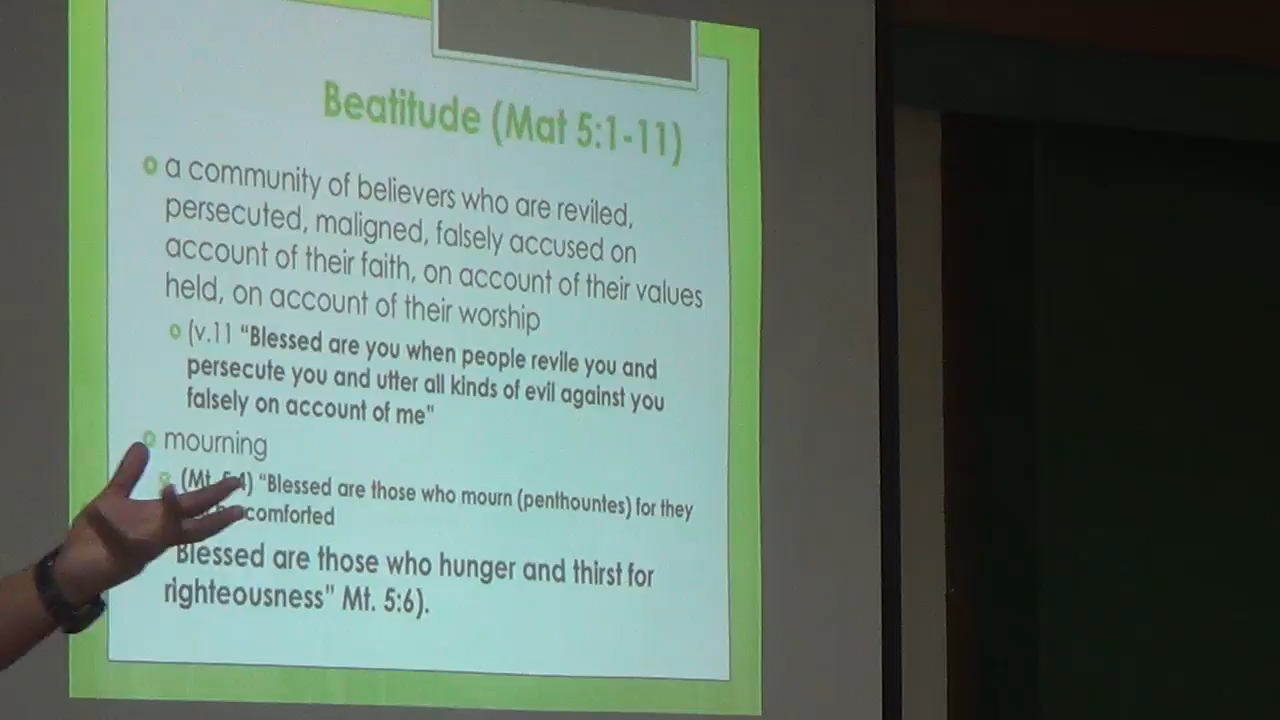 Beatitude (Mat 5:1-11)
a community of believers who are reviled,
persecuted, maligned, falsely accused on
account of their faith, on account of their values
held, on account of their worship
(v.11 “Blessed are you when people revile you and
persecute you and utter all kinds of evil against you
falsely on account of me”
mourning
(Mt. 5:4) “Blessed are those who mourn (penthountes) for they
comforted
"Blessed are those who hunger and thirst for
righteousness" Mt. 5:6).